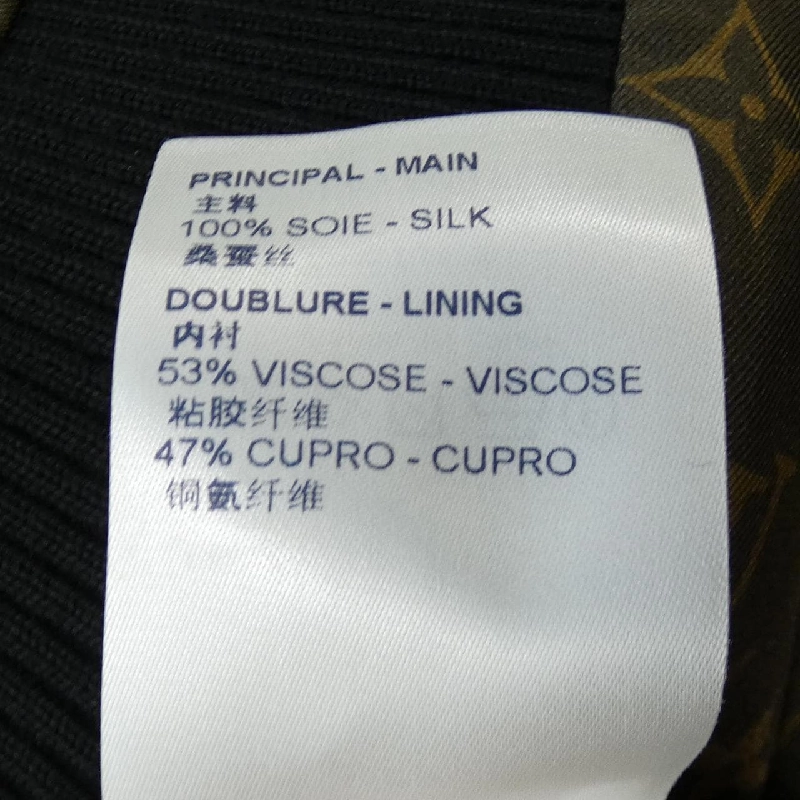 PRINCIPAL - MAIN
主料
100% SOIE - SILK
桑蚕丝
DOUBLURE - LINING
内衬
53% VISCOSE - VISCOSE
粘胶纤维
47% CUPRO - CUPRO
铜氨纤维